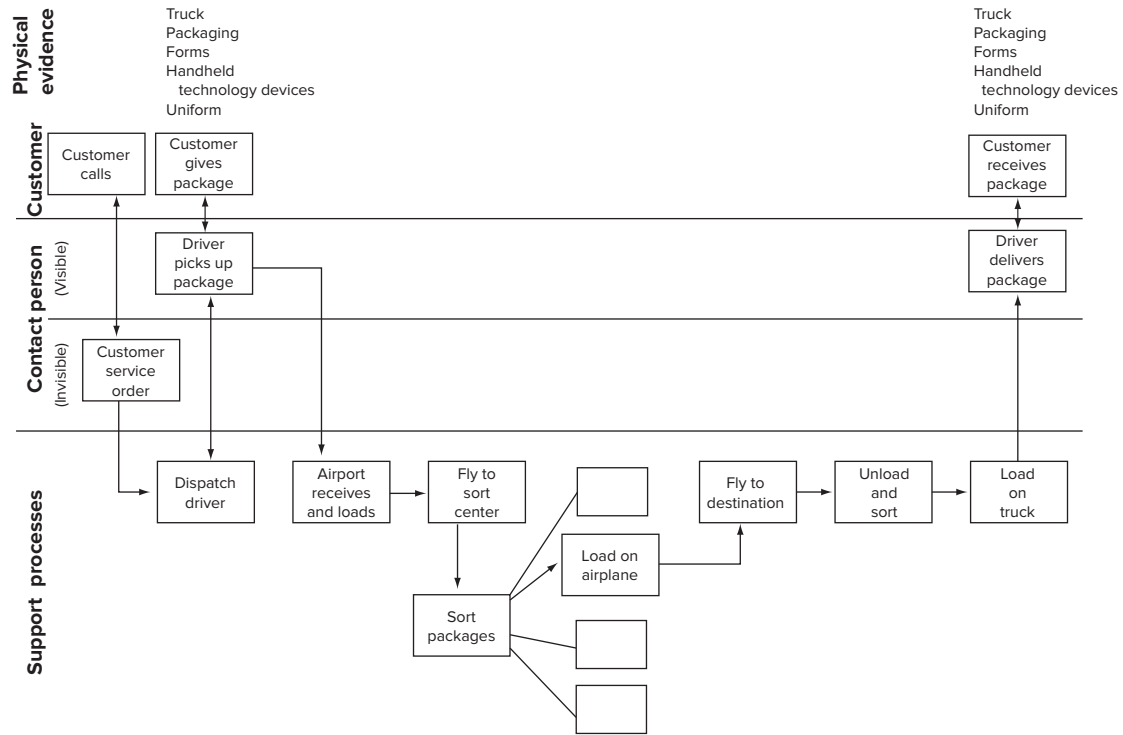 Physical
evidence
Truck
Packaging
Forms
Handheld
technology devices
Uniform
Truck
Packaging
Forms
Handheld
technology devices
Uniform
Customer
Customer
calls
Customer
gives
package
Customer
receives
package
Contact person
(Visible)
Driver
picks up
package
Driver
delivers
package
(Invisible)
Customer
service
order
Support processes
Dispatch
driver
Airport
receives
and loads
Fly to
sort
center
Sort
packages
Load on
airplane
Fly to
destination
Unload
and
sort
Load
on
truck